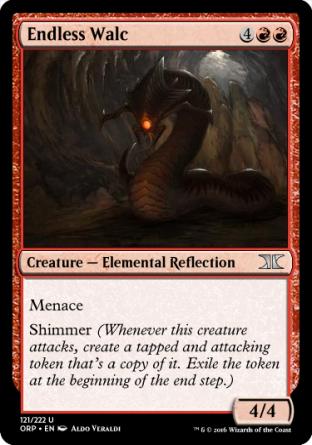 Endless Walc 4
Creature — Elemental Reflection
Menace
Shimmer (Whenever this creature
attacks, create a tapped and attacking
token that's a copy of it. Exile the token
at the beginning of the end step.)
4/4
121/222 U
ORP • EN Aldo Veraldi
™ & © 2016 Wizards of the Coast